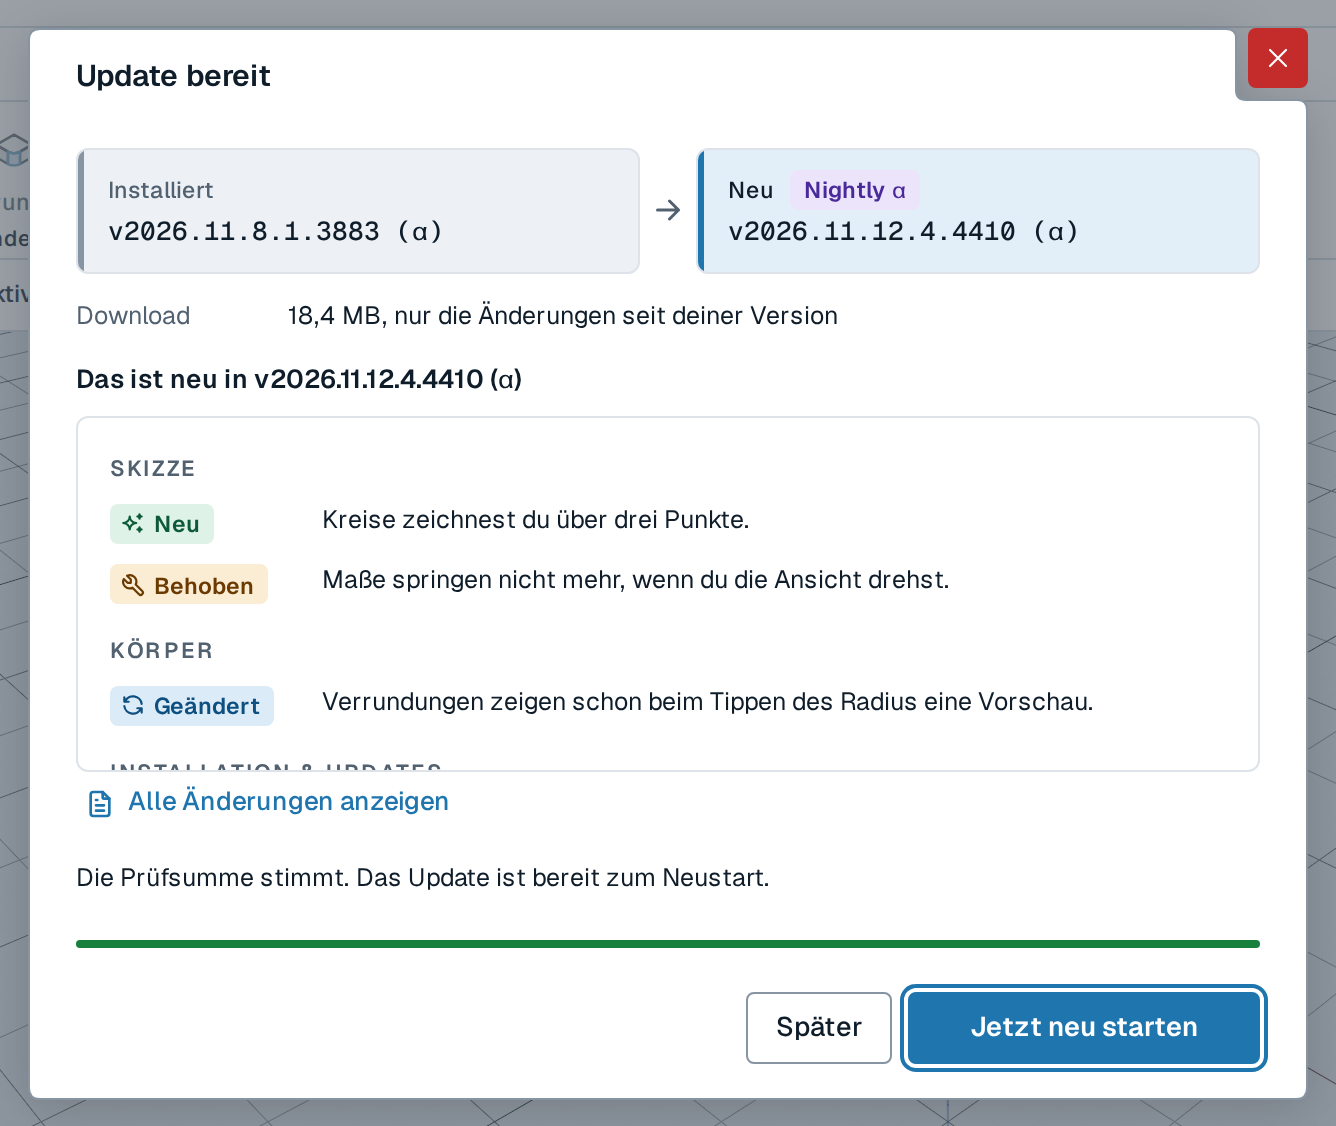 Update bereit
Installiert
v2026.11.8.1.3883 (α)
Neu Nightly α
v2026.11.12.4.4410 (α)
Download 18,4 MB, nur die Änderungen seit deiner Version
Das ist neu in v2026.11.12.4.4410 (α)
SKIZZE
Neu Kreise zeichnest du über drei Punkte.
Behoben Maße springen nicht mehr, wenn du die Ansicht drehst.
KÖRPER
Geändert Verrundungen zeigen schon beim Tippen des Radius eine Vorschau.
INSTALLATION & UPDATES
Alle Änderungen anzeigen
Die Prüfsumme stimmt. Das Update ist bereit zum Neustart.
Später Jetzt neu starten